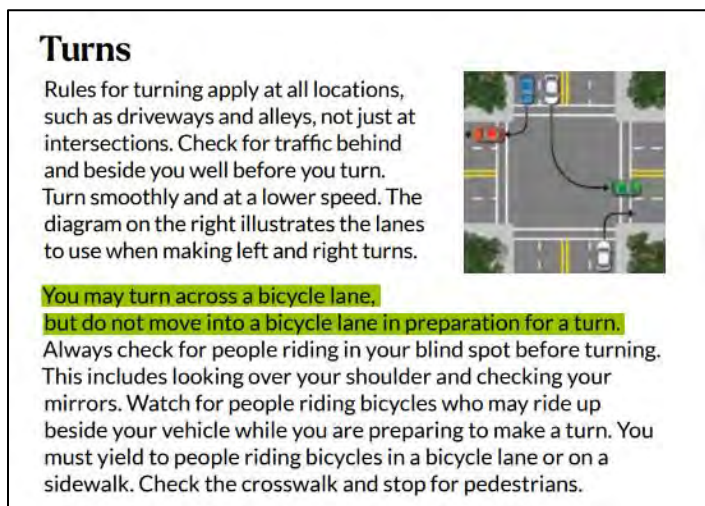 Turns
Rules for turning apply at all locations,
such as driveways and alleys, not just at
intersections. Check for traffic behind
and beside you well before you turn.
Turn smoothly and at a lower speed. The
diagram on the right illustrates the lanes
to use when making left and right turns.
You may turn across a bicycle lane,
but do not move into a bicycle lane in preparation for a turn.
Always check for people riding in your blind spot before turning.
This includes looking over your shoulder and checking your
mirrors. Watch for people riding bicycles who may ride up
beside your vehicle while you are preparing to make a turn. You
must yield to people riding bicycles in a bicycle lane or on a
sidewalk. Check the crosswalk and stop for pedestrians.